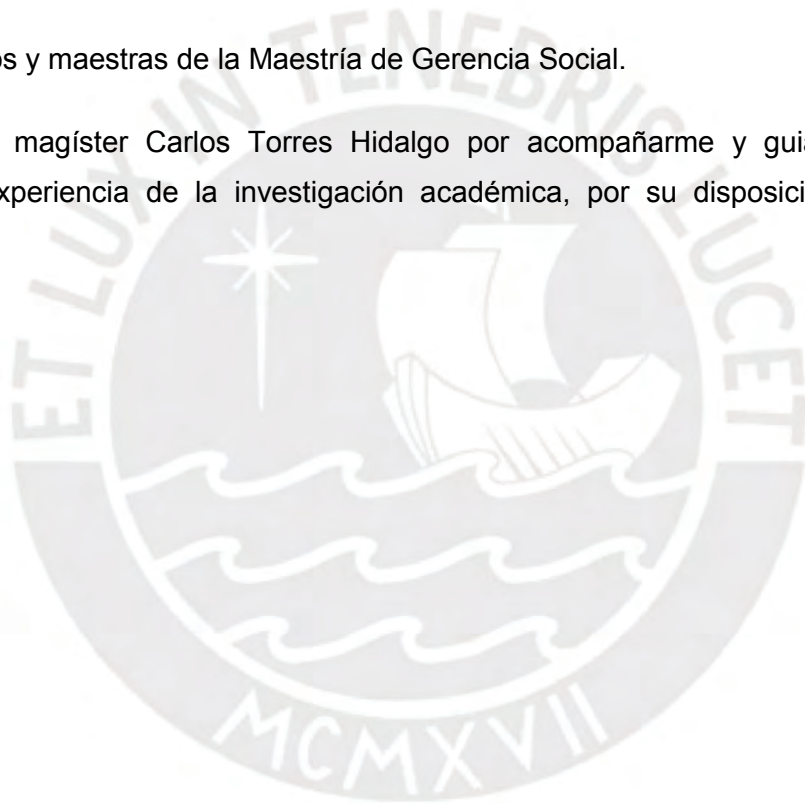 os y maestras de la Maestría de Gerencia Social.
magíster Carlos Torres Hidalgo por acompañarme y guia
xperiencia de la investigación académica, por su disposici
ET LUX IN TENEBRIS LUCET
MCMXVII